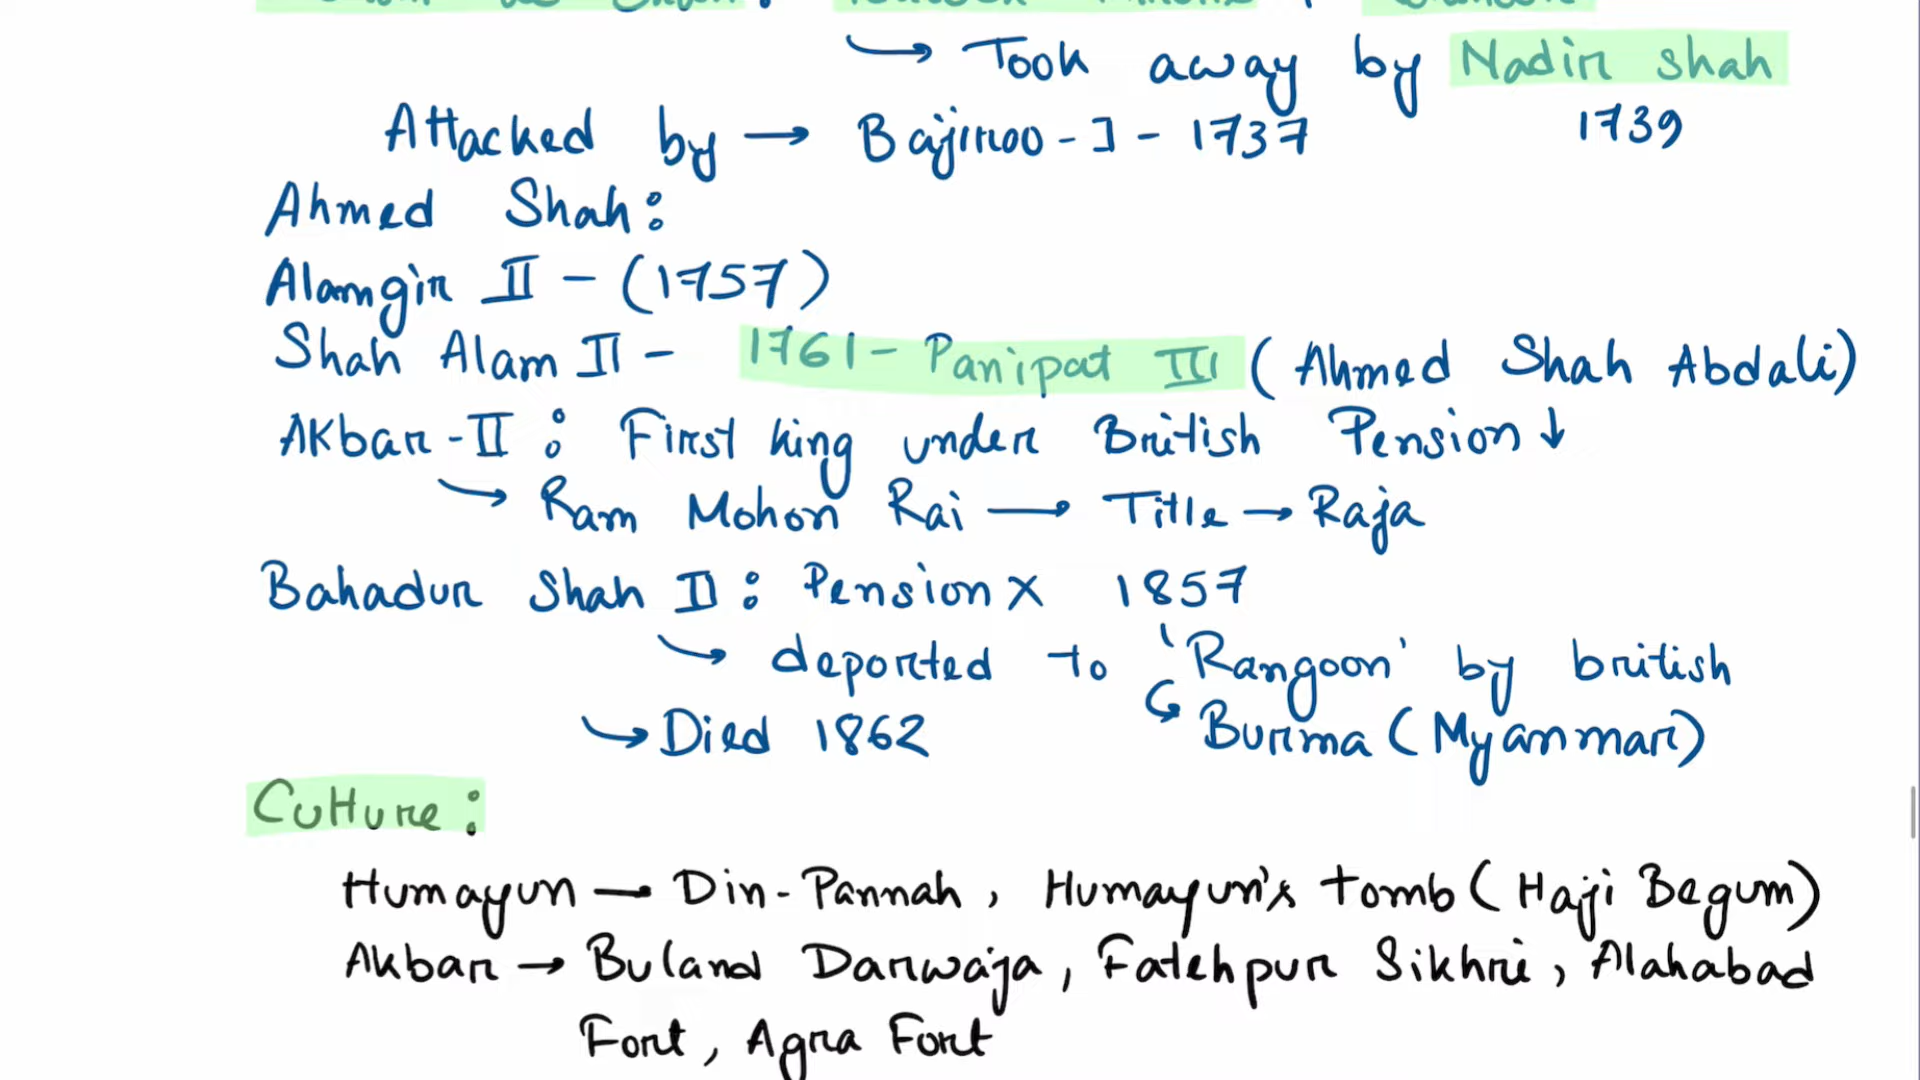 Took away by Nadir Shah
Attacked by → Bajiroo-I-1737 1739
Ahmed Shah:
Alamgir II - (1757)
Shah Alam II - 1761 - Panipat III (Ahmed Shah Abdali)
Akbar-II : First king under British Pension ↓
→ Ram Mohon Rai → Title → Raja
Bahadur Shah II : Pension X 1857
→ deported to 'Rangoon' by british
→ Died 1862 Burma (Myanmar)
Culture:
Humayun → Din-Pannah, Humayun's tomb (Haji Begum)
Akbar → Buland Darwaja, Fatehpur Sikhri, Alahabad
Fort, Agra Fort